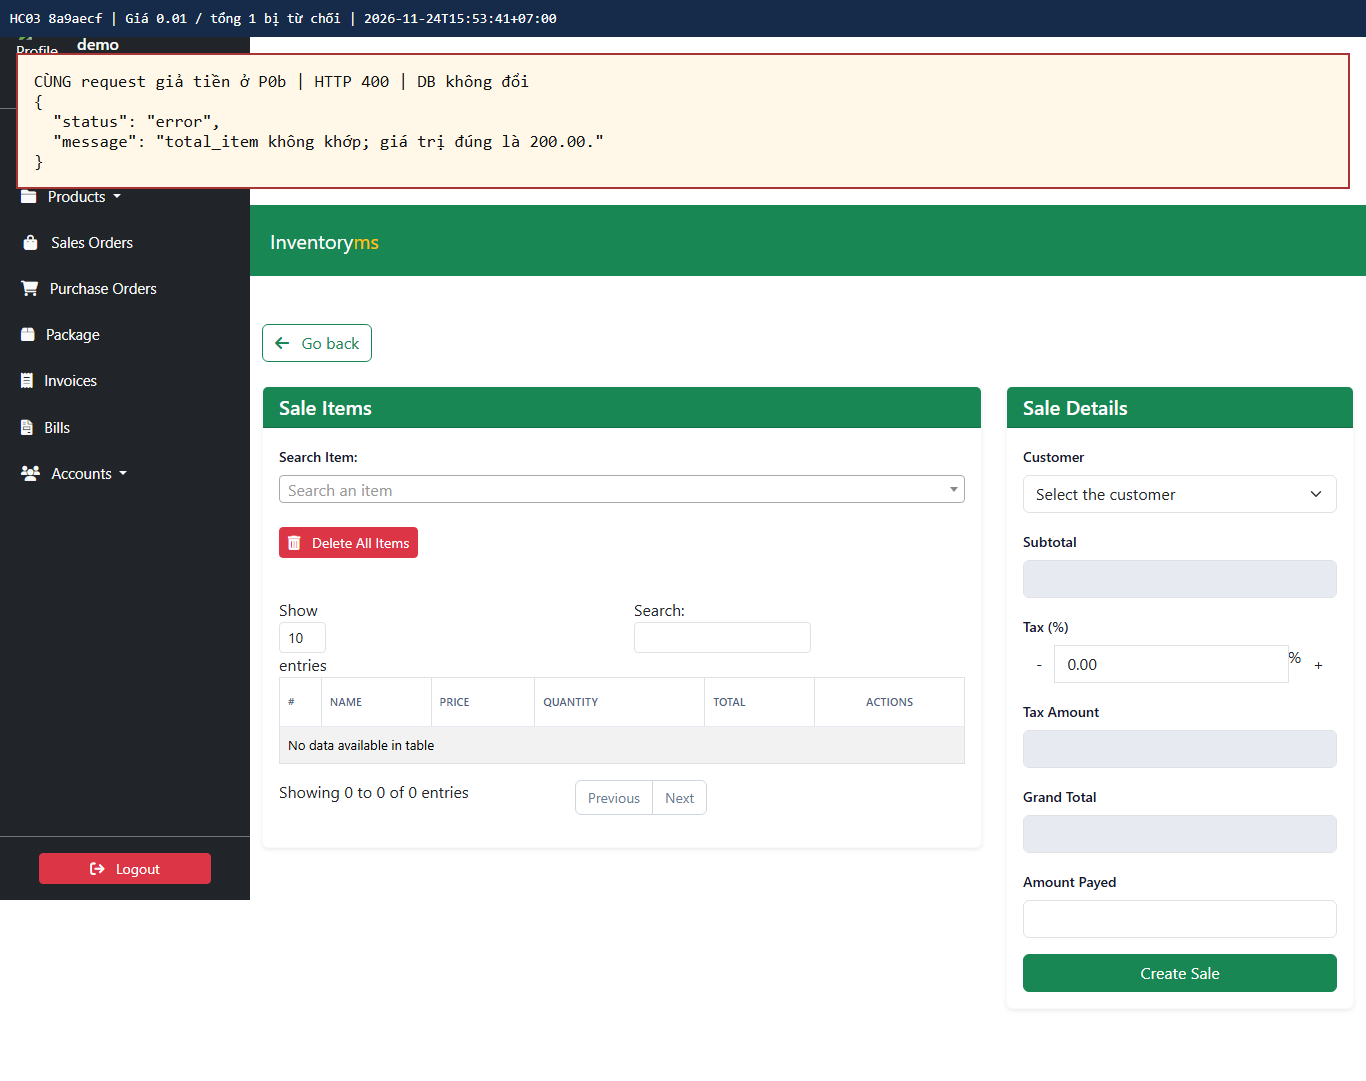 HC03 8a9aecf | Giá 0.01 / tổng 1 bị từ chối | 2026-11-24T15:53:41+07:00
Profile
demo
CÙNG request giả tiền ở P0b | HTTP 400 | DB không đổi
{
"status": "error",
"message": "total_item không khớp; giá trị đúng là 200.00."
}
Products
Sales Orders
Purchase Orders
Package
Invoices
Bills
Accounts
Logout
Inventoryms
Go back
Sale Items
Search Item:
Search an item
Delete All Items
Show
10
entries
Search:
# NAME PRICE QUANTITY TOTAL ACTIONS
No data available in table
Showing 0 to 0 of 0 entries
Previous Next
Sale Details
Customer
Select the customer
Subtotal
Tax (%)
- 0.00 % +
Tax Amount
Grand Total
Amount Payed
Create Sale